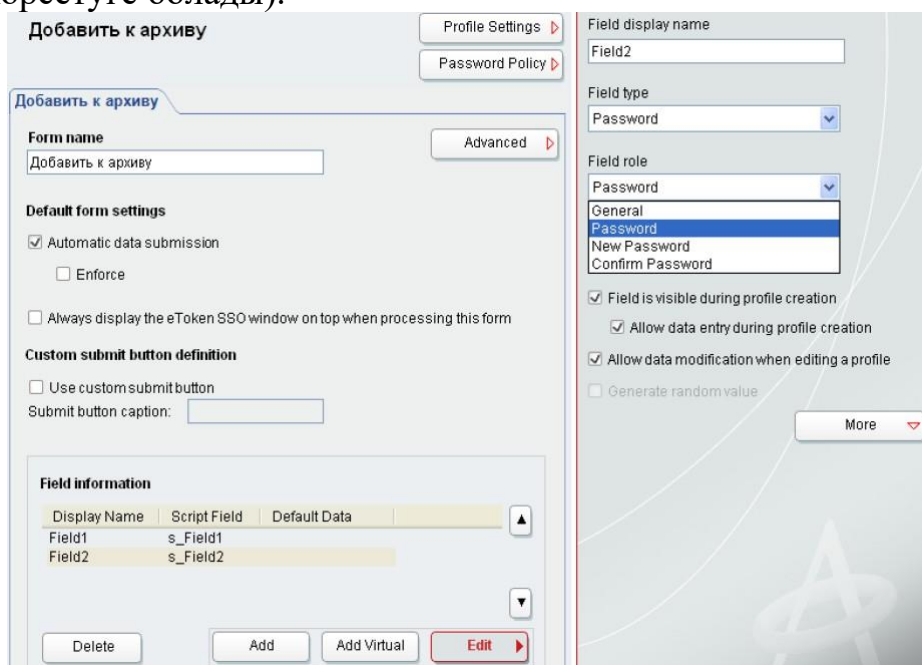 көрсетуге болады).
Добавить к архиву
Profile Settings
Password Policy
Добавить к архиву
Form name
Advanced
Добавить к архиву
Default form settings
Automatic data submission
Enforce
Always display the eToken SSO window on top when processing this form
Custom submit button definition
Use custom submit button
Submit button caption:
Field information
Display Name Script Field Default Data
Field1 s_Field1
Field2 s_Field2
Delete Add Add Virtual Edit
Field display name
Field2
Field type
Password
Field role
Password
General
Password
New Password
Confirm Password
Field is visible during profile creation
Allow data entry during profile creation
Allow data modification when editing a profile
Generate random value
More